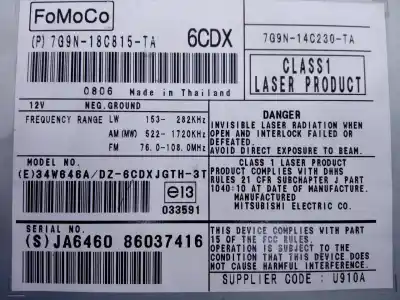 FoMoCo
6CDX
(P) 7G9N-18C815-TA
7G9N-14C230-TA
CLASS1
LASER PRODUCT
0806 Made in Thailand
12V NEG.GROUND
FREQUENCY RANGE LW 153- 282KHz
AM(MW) 522- 1720KHz
FM 76.0-108.0MHz
DANGER
INVISIBLE LASER RADIATION WHEN
OPEN AND INTERLOCK FAILED OR
DEFEATED.
AVOID DIRECT EXPOSURE TO BEAM.
MODEL NO.
(E)34W646A/DZ-6CDXJGTH-3T
e13
033591
CLASS 1 LASER PRODUCT
PRODUCT COMPLIES WITH DHHS
RULES 21 CFR SUBCHAPTER J PART
1040:10 AT DATE OF MANUFACTURE.
MANUFACTURED
MITSUBISHI ELECTRIC CO.
SERIAL NO.
(S)JA6460 86037416
THIS DEVICE COMPLIES WITH PART
15 OF THE FCC RULES.
OPERATION IS SUBJECT TO THE
CONDITION THAT THIS DEVICE DOES
NOT CAUSE HARMFUL INTERFERENCE.
SUPPLIER CODE : U910A